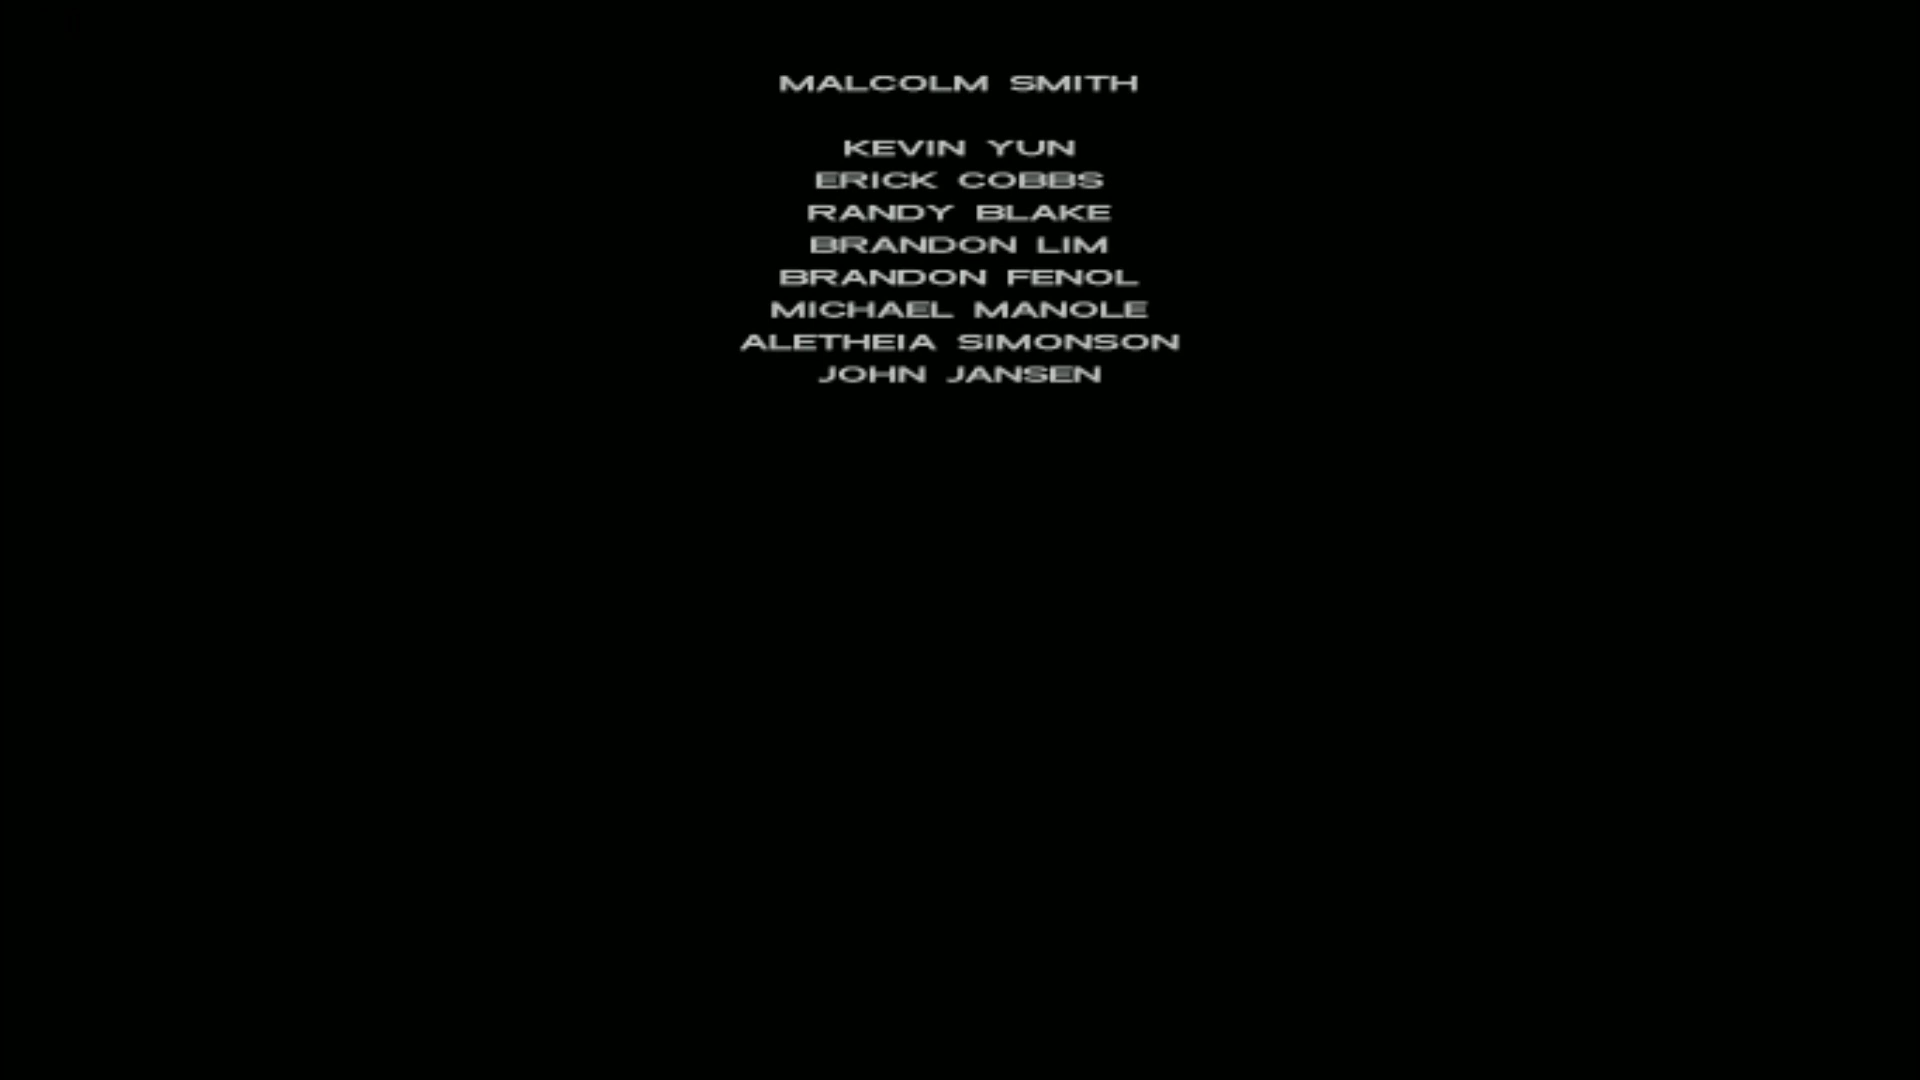 MALCOLM SMITH
KEVIN YUN
ERICK COBBS
RANDY BLAKE
BRANDON LIM
BRANDON FENOL
MICHAEL MANOLE
ALETHEIA SIMONSON
JOHN JANSEN